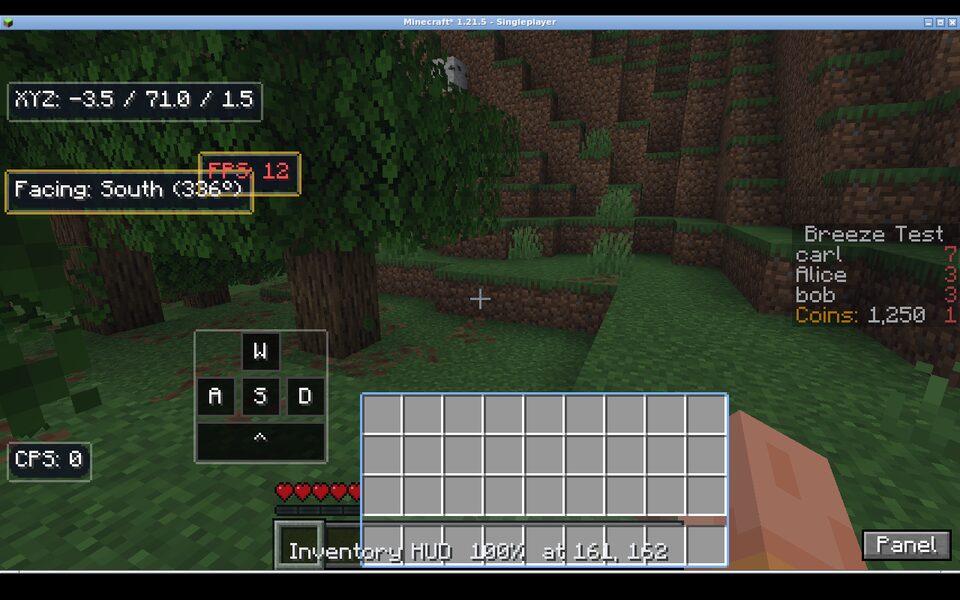 Minecraft* 1.21.5 - Singleplayer
XYZ: -3.5 / 71.0 / 1.5
FPS: 12
Facing: South (336°)
Breeze Test
carl 7
Alice 3
bob 3
Coins: 1,250 1
W
A S D
^
CPS: 0
Inventory HUD 100% at 161, 162
Panel